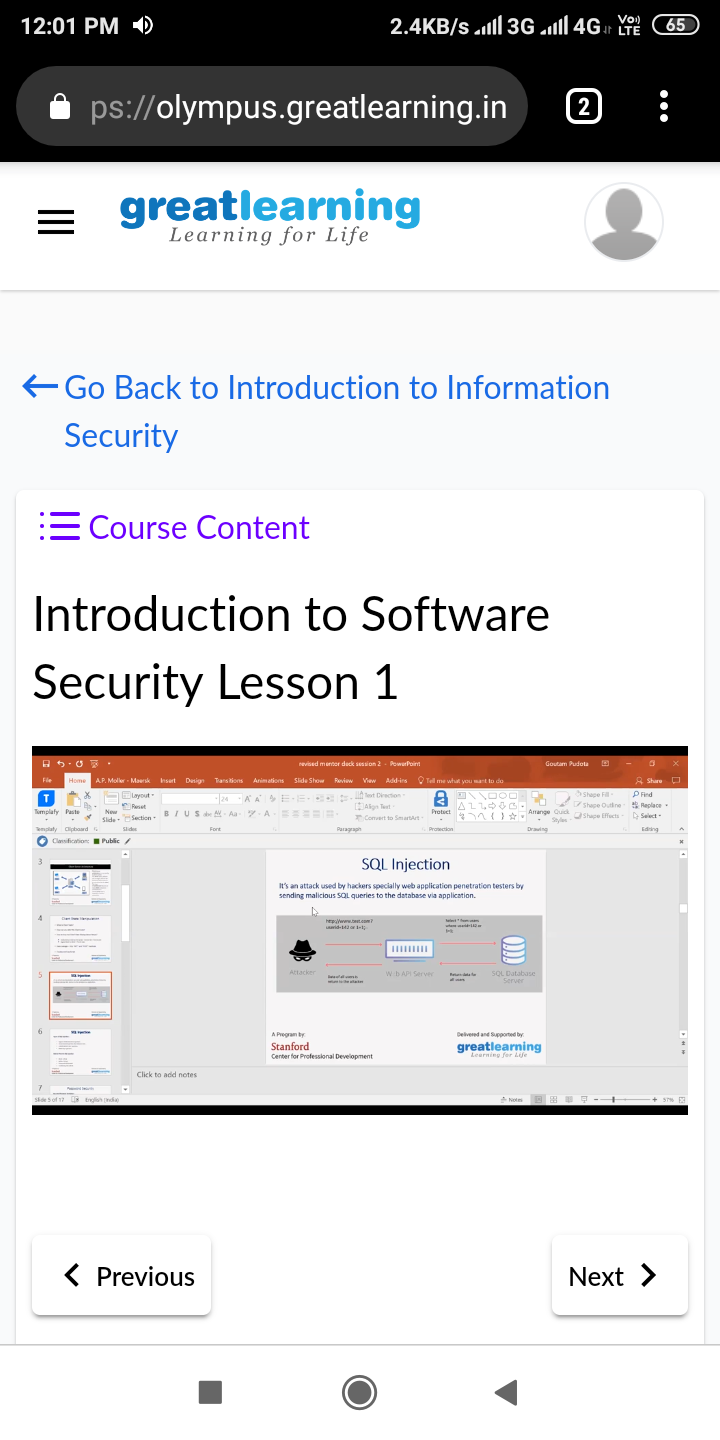 12:01 PM
2.4KB/s 3G 4G Vo) LTE 65
ps://olympus.greatlearning.in
2
greatlearning
Learning for Life
Go Back to Introduction to Information
Security
Course Content
Introduction to Software
Security Lesson 1
revised mentor deck session 2 - PowerPoint
Goutam Pudota
File Home A.P. Moller - Maersk Insert Design Transitions Animations Slide Show Review View Add-ins Tell me what you want to do
Share
Templafy Paste New Slide Layout Reset Section
24
Text Direction
Align Text
Convert to SmartArt
Protect
Arrange Quick Styles
Shape Fill
Shape Outline
Shape Effects
Find
Replace
Select
Templafy Clipboard Slides Font Paragraph Protection Drawing Editing
Classification: Public
3
4
5
6
7
SQL Injection
It's an attack used by hackers specially web application penetration testers by
sending malicious SQL queries to the database via application.
http://www.test.com?
userid=142 or 1=1;
Select * from users
where userid=142 or
1=1;
Attacker
Web API Server
SQL Database
Server
Data of all users is
return to the attacker
Return data for
all users
A Program by:
Stanford
Center for Professional Development
Delivered and Supported by:
greatlearning
Learning for Life
Click to add notes
Slide 5 of 17 English (India)
Notes
57%
Previous
Next